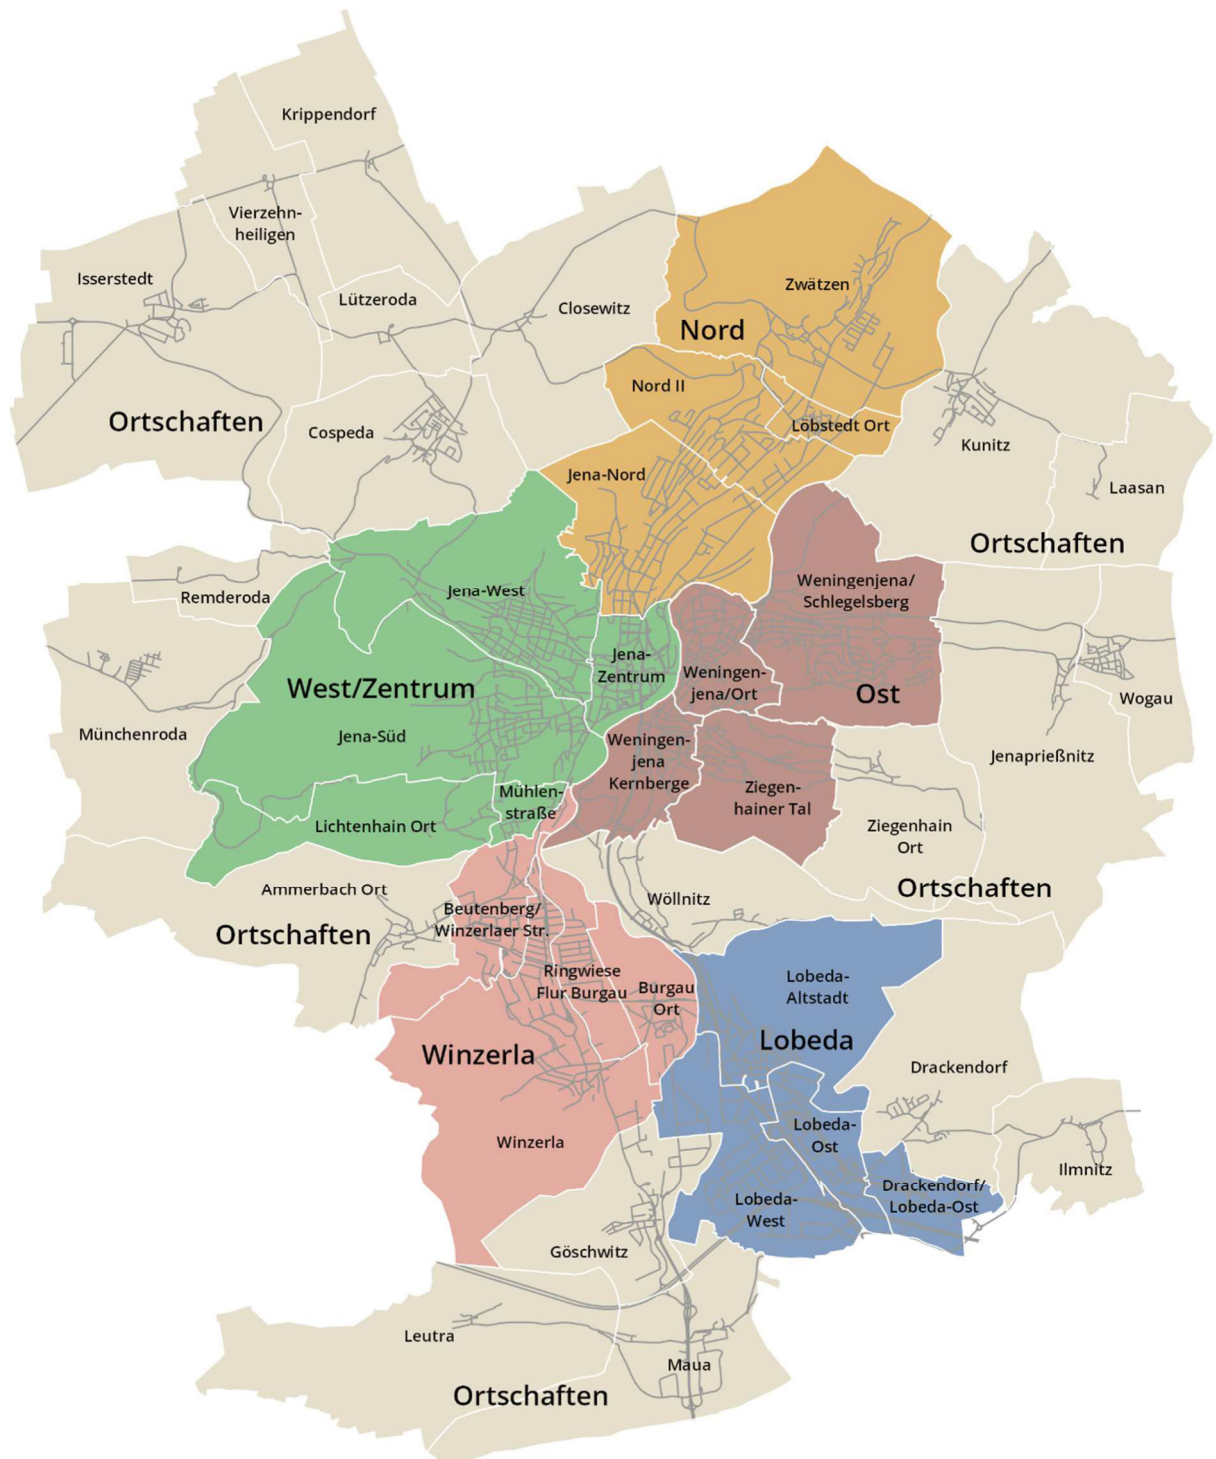 Krippendorf
Vierzehn-
heiligen
Isserstedt
Lützeroda
Closewitz
Zwätzen
Nord
Nord II
Ortschaften
Cospeda
Löbstedt Ort
Kunitz
Jena-Nord
Laasan
Ortschaften
Remderoda
Jena-West
Weningenjena/
Schlegelsberg
Jena-
Zentrum
Weningen-
jena/Ort
West/Zentrum
Ost
Wogau
Münchenroda
Jena-Süd
Weningen-
jena
Kernberge
Jenaprießnitz
Mühlen-
straße
Ziegen-
hainer Tal
Lichtenhain Ort
Ziegenhain
Ort
Ammerbach Ort
Ortschaften
Wöllnitz
Beutenberg/
Winzerlaer Str.
Ortschaften
Ringwiese
Flur Burgau
Burgau
Ort
Lobeda-
Altstadt
Lobeda
Winzerla
Drackendorf
Winzerla
Lobeda-
Ost
Ilmnitz
Drackendorf/
Lobeda-Ost
Lobeda-
West
Göschwitz
Leutra
Maua
Ortschaften